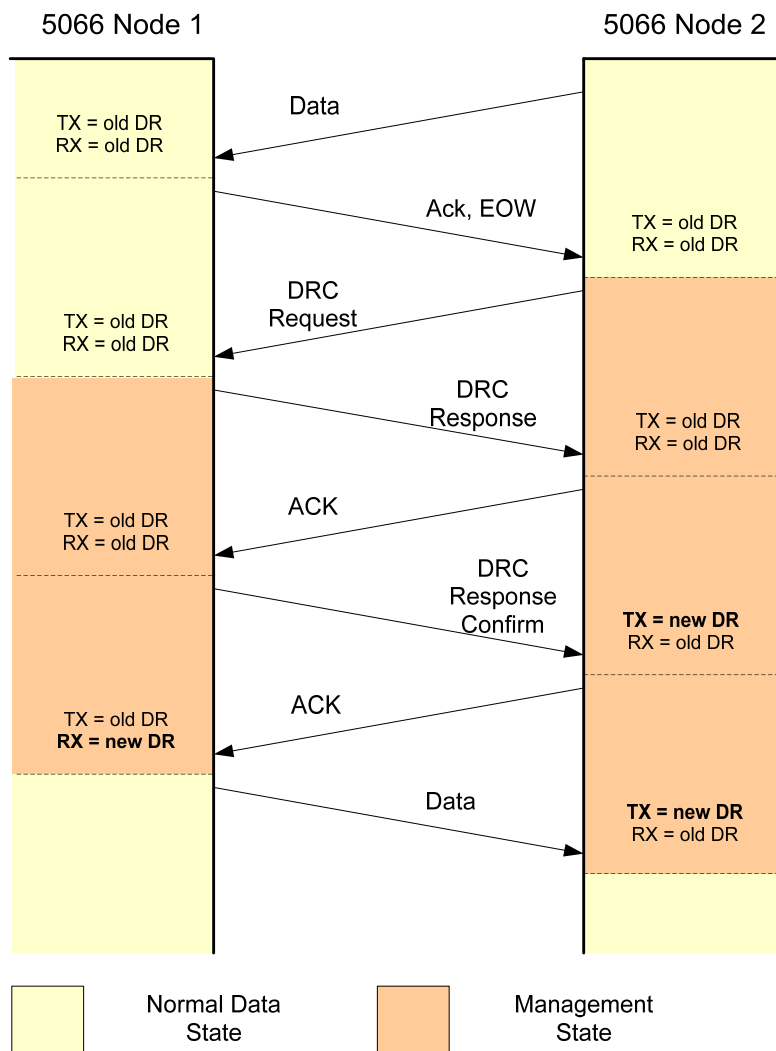 5066 Node 1
5066 Node 2
Data
TX = old DR
RX = old DR
Ack, EOW
TX = old DR
RX = old DR
DRC
Request
TX = old DR
RX = old DR
DRC
Response
TX = old DR
RX = old DR
ACK
TX = old DR
RX = old DR
DRC
Response
Confirm
TX = new DR
RX = old DR
ACK
TX = old DR
RX = new DR
Data
TX = new DR
RX = old DR
Normal Data
State
Management
State